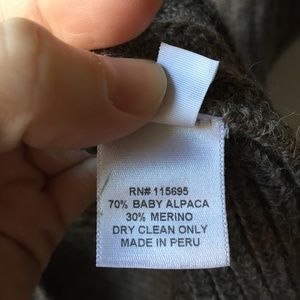 RN# 115695
70% BABY ALPACA
30% MERINO
DRY CLEAN ONLY
MADE IN PERU